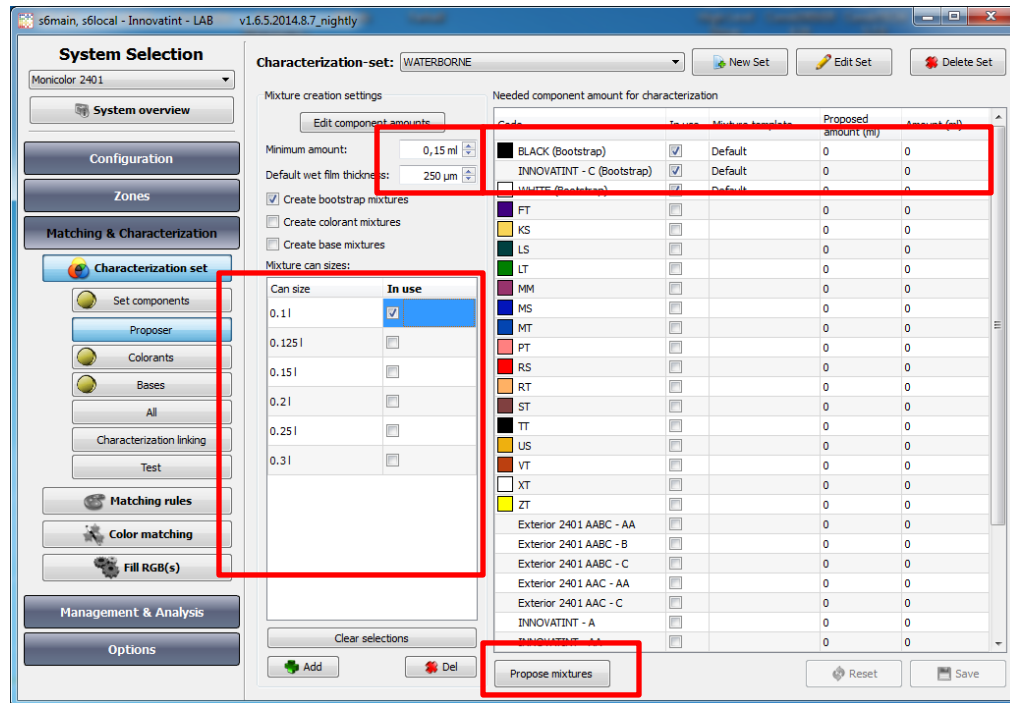 s6main, s6local - Innovatint - LAB v1.6.5.2014.8.7_nightly
System Selection
Monicolor 2401
System overview
Configuration
Zones
Matching & Characterization
Characterization set
Set components
Proposer
Colorants
Bases
All
Characterization linking
Test
Matching rules
Color matching
Fill RGB(s)
Management & Analysis
Options
Characterization-set: WATERBORNE
New Set
Edit Set
Delete Set
Mixture creation settings
Edit component amounts
Minimum amount: 0,15 ml
Default wet film thickness: 250 µm
Create bootstrap mixtures
Create colorant mixtures
Create base mixtures
Mixture can sizes:
Can size In use
0.1 l
0.125 l
0.15 l
0.2 l
0.25 l
0.3 l
Clear selections
Add
Del
Needed component amount for characterization
Code In use Mixture template Proposed amount (ml) Amount (ml)
BLACK (Bootstrap) Default 0 0
INNOVATINT - C (Bootstrap) Default 0 0
WHITE (Bootstrap) Default 0 0
FT 0 0
KS 0 0
LS 0 0
LT 0 0
MM 0 0
MS 0 0
MT 0 0
PT 0 0
RS 0 0
RT 0 0
ST 0 0
TT 0 0
US 0 0
VT 0 0
XT 0 0
ZT 0 0
Exterior 2401 AABC - AA 0 0
Exterior 2401 AABC - B 0 0
Exterior 2401 AABC - C 0 0
Exterior 2401 AAC - AA 0 0
Exterior 2401 AAC - C 0 0
INNOVATINT - A 0 0
INNOVATINT - AA 0 0
Propose mixtures
Reset
Save